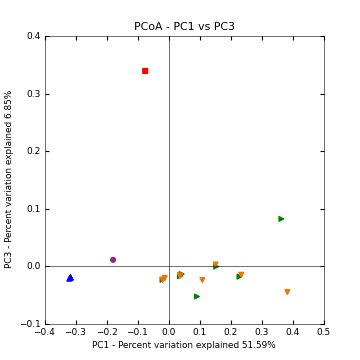 PCoA - PC1 vs PC3
PC3 - Percent variation explained 6.85%
0.4
0.3
0.2
0.1
0.0
−0.1
−0.4 −0.3 −0.2 −0.1 0.0 0.1 0.2 0.3 0.4 0.5
PC1 - Percent variation explained 51.59%